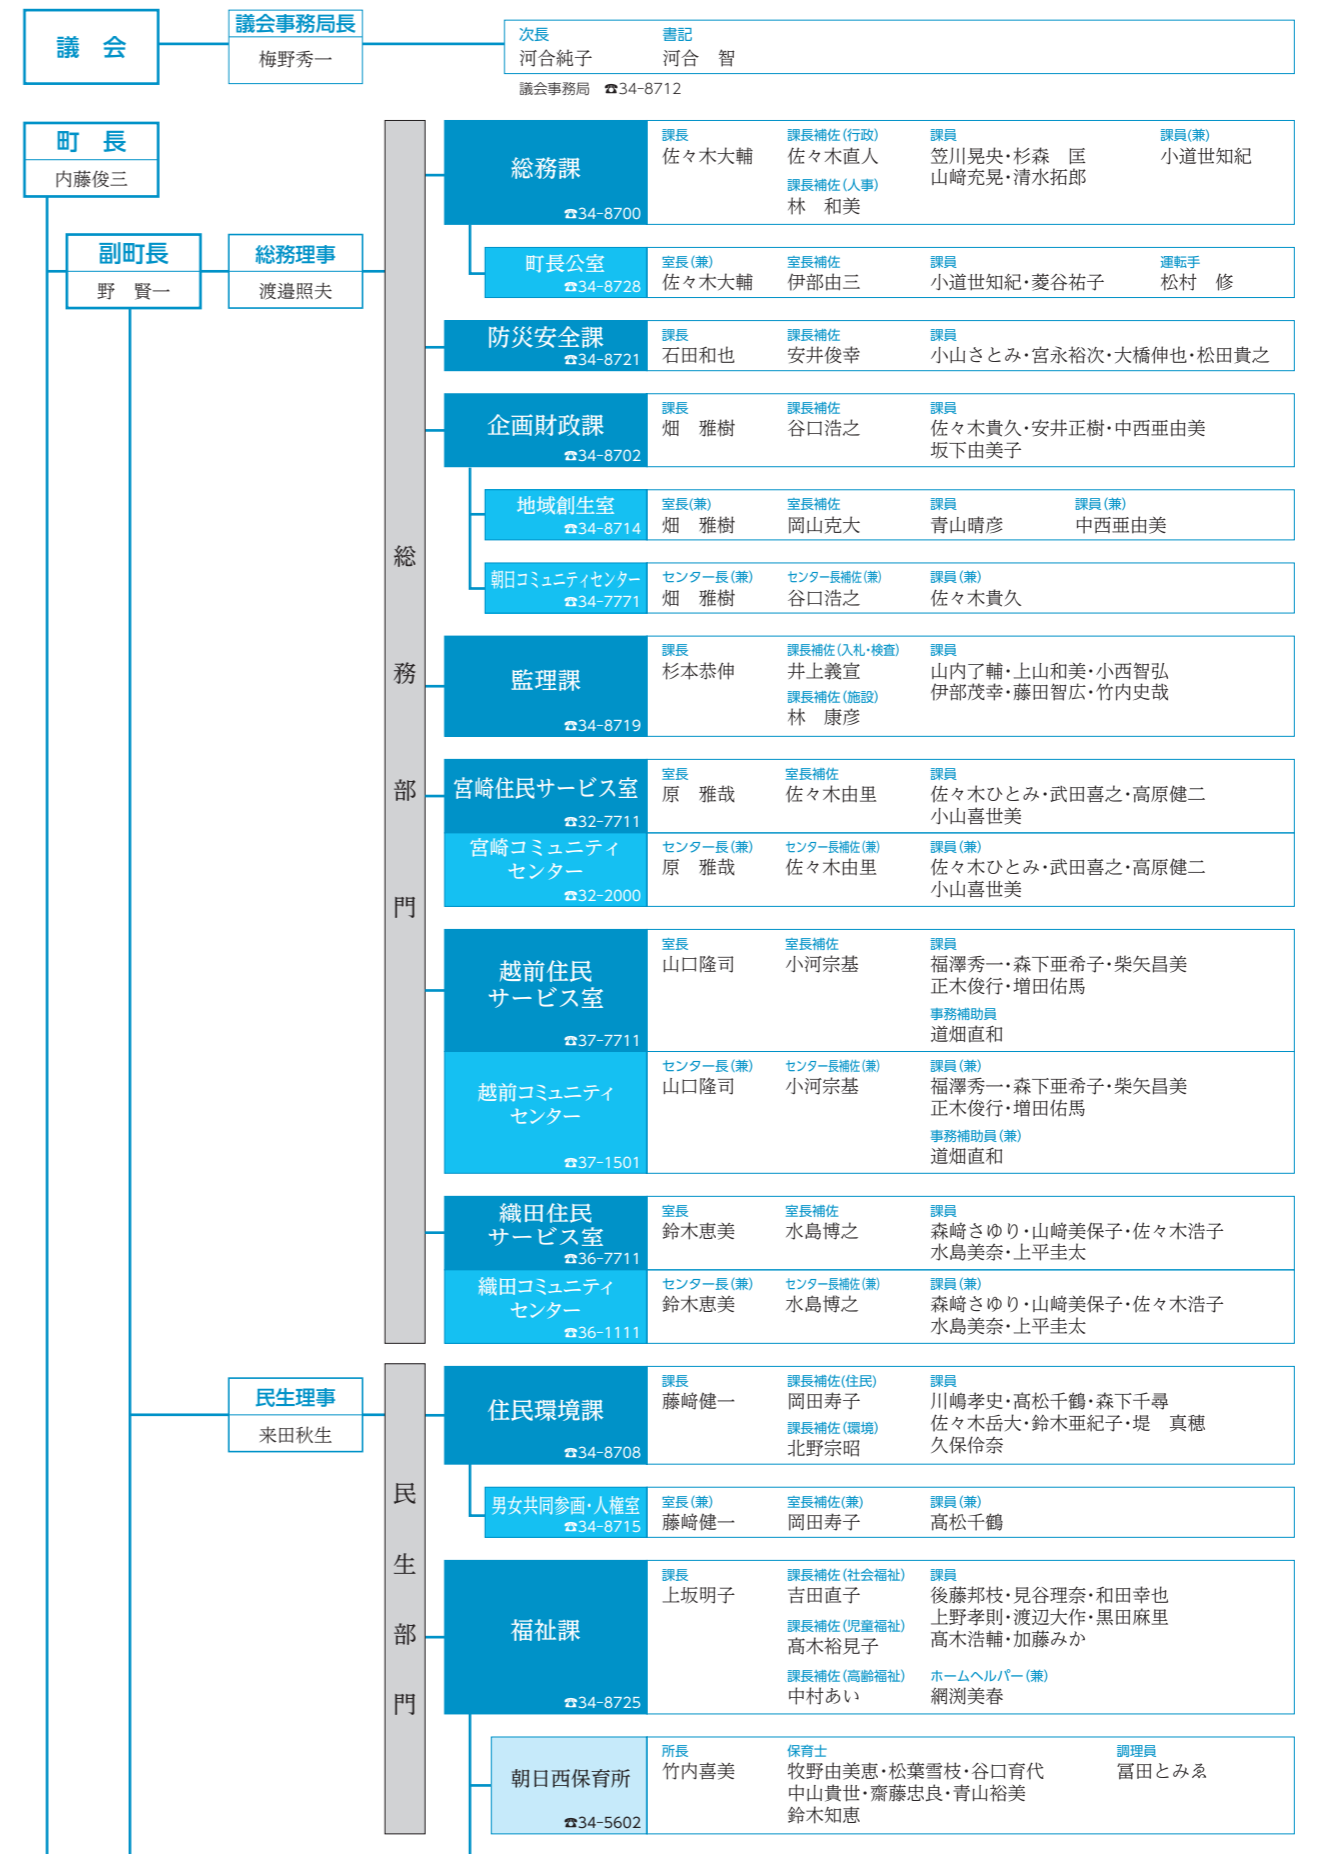 議　会
議会事務局長
梅野秀一
次長
河合純子
書記
河合　智
議会事務局　☎34-8712
町　長
内藤俊三
副町長
野　賢一
総務理事
渡邉照夫
総務部門
総務課
☎34-8700
課長
佐々木大輔
課長補佐(行政)
佐々木直人
課長補佐(人事)
林　和美
課員
笠川晃央・杉森　匡
山﨑充晃・清水拓郎
課員(兼)
小道世知紀
町長公室
☎34-8728
室長(兼)
佐々木大輔
室長補佐
伊部由三
課員
小道世知紀・菱谷祐子
運転手
松村　修
防災安全課
☎34-8721
課長
石田和也
課長補佐
安井俊幸
課員
小山さとみ・宮永裕次・大橋伸也・松田貴之
企画財政課
☎34-8702
課長
畑　雅樹
課長補佐
谷口浩之
課員
佐々木貴久・安井正樹・中西亜由美
坂下由美子
地域創生室
☎34-8714
室長(兼)
畑　雅樹
室長補佐
岡山克大
課員
青山晴彦
課員(兼)
中西亜由美
朝日コミュニティセンター
☎34-7771
センター長(兼)
畑　雅樹
センター長補佐(兼)
谷口浩之
課員(兼)
佐々木貴久
監理課
☎34-8719
課長
杉本恭伸
課長補佐(入札・検査)
井上義宣
課長補佐(施設)
林　康彦
課員
山内了輔・上山和美・小西智弘
伊部茂幸・藤田智広・竹内史哉
宮崎住民サービス室
☎32-7711
室長
原　雅哉
室長補佐
佐々木由里
課員
佐々木ひとみ・武田喜之・高原健二
小山喜世美
宮崎コミュニティ
センター
☎32-2000
センター長(兼)
原　雅哉
センター長補佐(兼)
佐々木由里
課員(兼)
佐々木ひとみ・武田喜之・高原健二
小山喜世美
越前住民
サービス室
☎37-7711
室長
山口隆司
室長補佐
小河宗基
課員
福澤秀一・森下亜希子・柴矢昌美
正木俊行・増田佑馬
事務補助員
道畑直和
越前コミュニティ
センター
☎37-1501
センター長(兼)
山口隆司
センター長補佐(兼)
小河宗基
課員(兼)
福澤秀一・森下亜希子・柴矢昌美
正木俊行・増田佑馬
事務補助員(兼)
道畑直和
織田住民
サービス室
☎36-7711
室長
鈴木恵美
室長補佐
水島博之
課員
森﨑さゆり・山﨑美保子・佐々木浩子
水島美奈・上平圭太
織田コミュニティ
センター
☎36-1111
センター長(兼)
鈴木恵美
センター長補佐(兼)
水島博之
課員(兼)
森﨑さゆり・山﨑美保子・佐々木浩子
水島美奈・上平圭太
民生理事
来田秋生
民生部門
住民環境課
☎34-8708
課長
藤﨑健一
課長補佐(住民)
岡田寿子
課長補佐(環境)
北野宗昭
課員
川嶋孝史・髙松千鶴・森下千尋
佐々木岳大・鈴木亜紀子・堤　真穂
久保伶奈
男女共同参画・人権室
☎34-8715
室長(兼)
藤﨑健一
室長補佐(兼)
岡田寿子
課員(兼)
髙松千鶴
福祉課
☎34-8725
課長
上坂明子
課長補佐(社会福祉)
吉田直子
課長補佐(児童福祉)
髙木裕見子
課長補佐(高齢福祉)
中村あい
課員
後藤邦枝・見谷理奈・和田幸也
上野孝則・渡辺大作・黒田麻里
髙木浩輔・加藤みか
ホームヘルパー(兼)
網渕美春
朝日西保育所
☎34-5602
所長
竹内喜美
保育士
牧野由美恵・松葉雪枝・谷口育代
中山貴世・齋藤忠良・青山裕美
鈴木知恵
調理員
冨田とみゑ